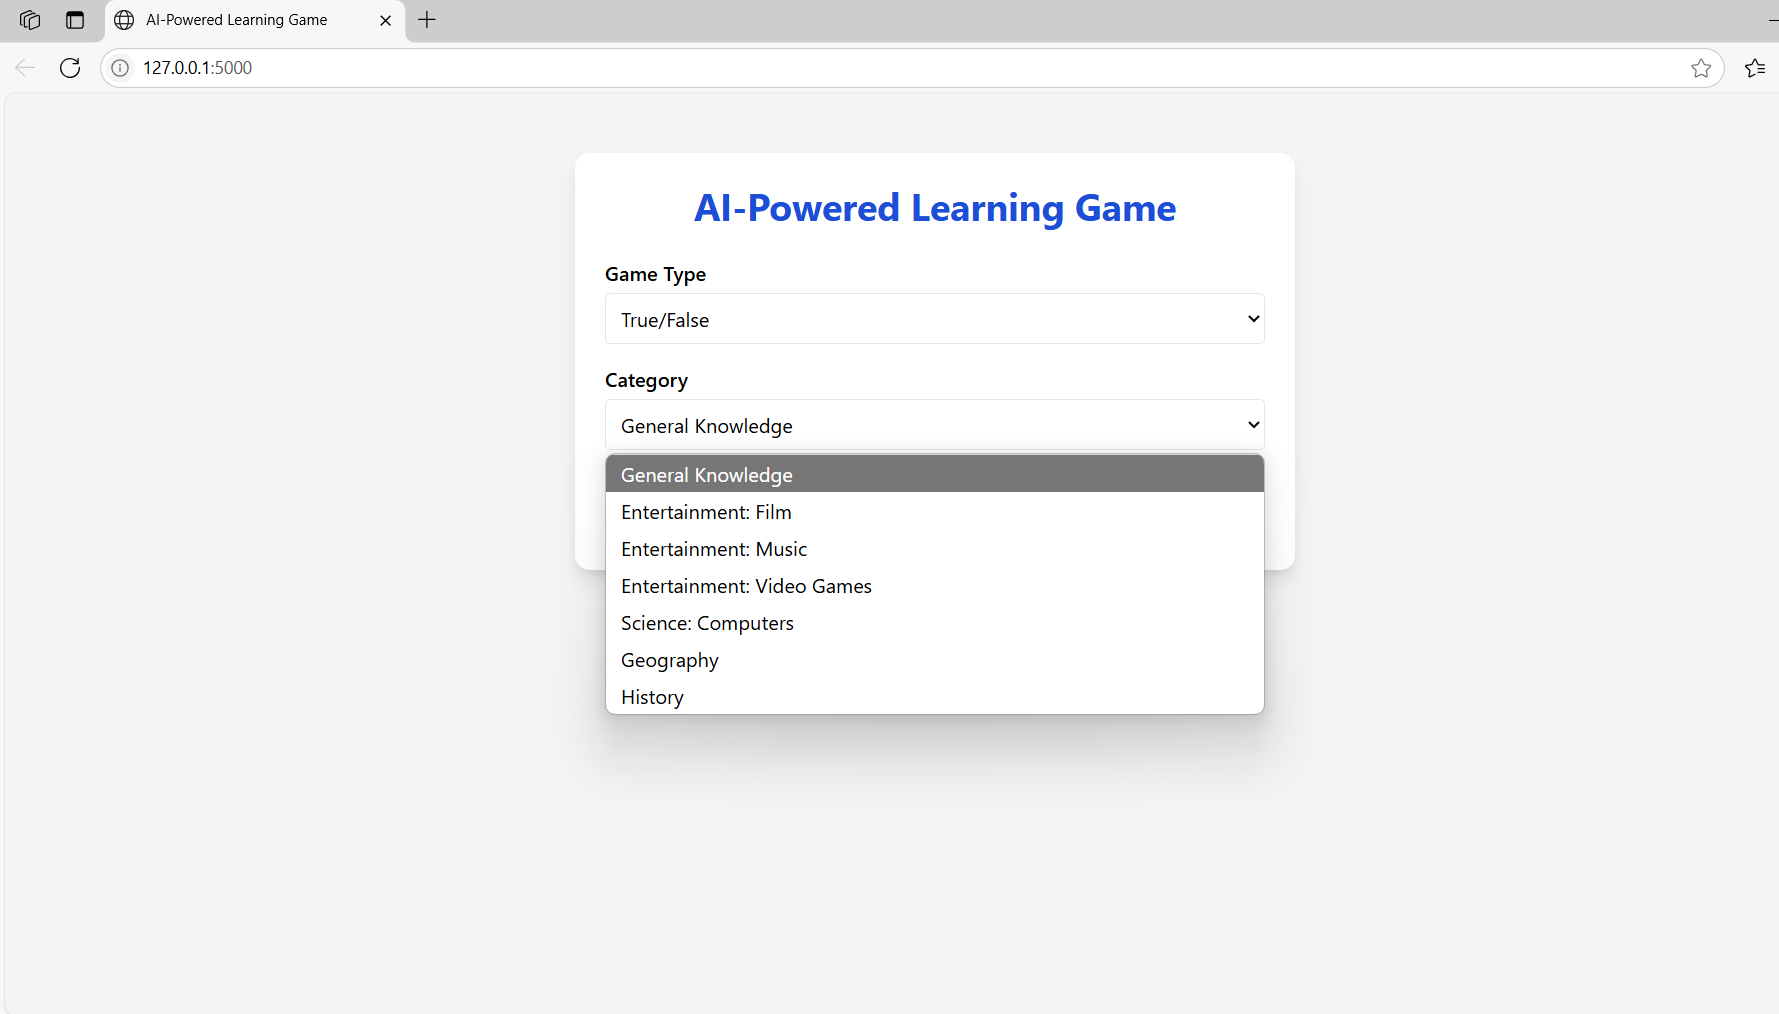 AI-Powered Learning Game
127.0.0.1:5000
AI-Powered Learning Game
Game Type
True/False
Category
General Knowledge
General Knowledge
Entertainment: Film
Entertainment: Music
Entertainment: Video Games
Science: Computers
Geography
History